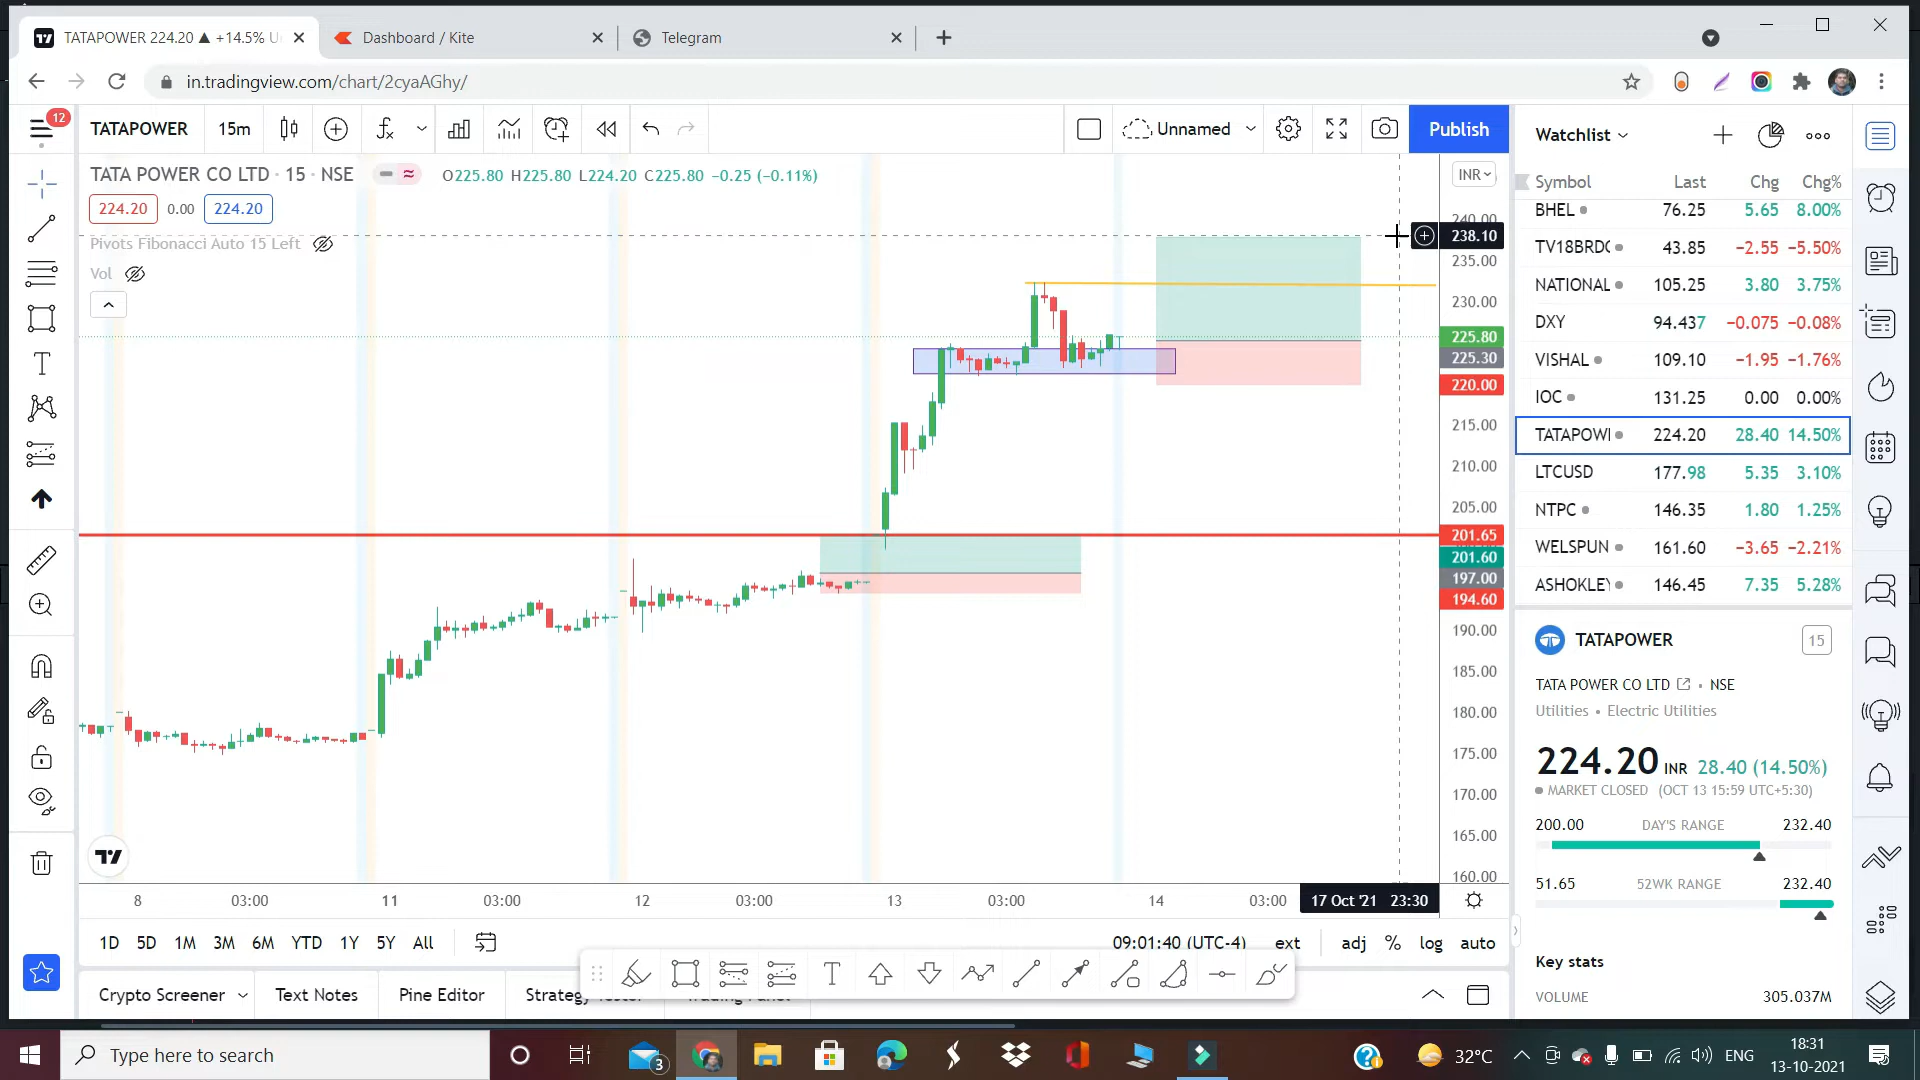 TATAPOWER 224.20 ▲ +14.5% U
Dashboard / Kite
Telegram
in.tradingview.com/chart/2cyaAGhy/
12
TATAPOWER
15m
Unnamed
Publish
TATA POWER CO LTD · 15 · NSE
O225.80 H225.80 L224.20 C225.80 −0.25 (−0.11%)
224.20 0.00 224.20
Pivots Fibonacci Auto 15 Left
Vol
INR
240.00
238.10
235.00
230.00
225.80
225.30
220.00
215.00
210.00
205.00
201.65
201.60
197.00
194.60
190.00
185.00
180.00
175.00
170.00
165.00
160.00
8 03:00 11 03:00 12 03:00 13 03:00 14 03:00 17 Oct '21 23:30
1D 5D 1M 3M 6M YTD 1Y 5Y All
09:01:40 (UTC-4) ext adj % log auto
Crypto Screener Text Notes Pine Editor Strategy Tester Trading Panel
Watchlist
Symbol Last Chg Chg%
BHEL 76.25 5.65 8.00%
TV18BRDC 43.85 −2.55 −5.50%
NATIONAL 105.25 3.80 3.75%
DXY 94.437 −0.075 −0.08%
VISHAL 109.10 −1.95 −1.76%
IOC 131.25 0.00 0.00%
TATAPOWI 224.20 28.40 14.50%
LTCUSD 177.98 5.35 3.10%
NTPC 146.35 1.80 1.25%
WELSPUN 161.60 −3.65 −2.21%
ASHOKLEY 146.45 7.35 5.28%
TATAPOWER
15
TATA POWER CO LTD · NSE
Utilities • Electric Utilities
224.20 INR 28.40 (14.50%)
MARKET CLOSED (OCT 13 15:59 UTC+5:30)
200.00 DAY'S RANGE 232.40
51.65 52WK RANGE 232.40
Key stats
VOLUME 305.037M
Type here to search
3
32°C
ENG
18:31
13-10-2021